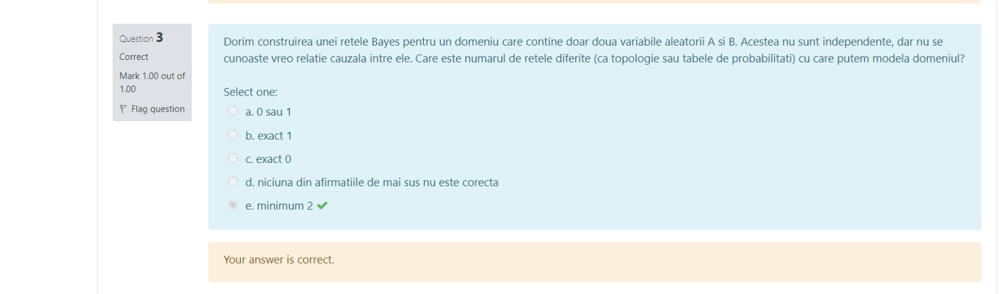 Question 3
Correct
Mark 1.00 out of
1.00
Flag question
Dorim construirea unei retele Bayes pentru un domeniu care contine doar doua variabile aleatorii A si B. Acestea nu sunt independente, dar nu se
cunoaste vreo relatie cauzala intre ele. Care este numarul de retele diferite (ca topologie sau tabele de probabilitati) cu care putem modela domeniul?
Select one:
a. 0 sau 1
b. exact 1
c. exact 0
d. niciuna din afirmatiile de mai sus nu este corecta
e. minimum 2
Your answer is correct.